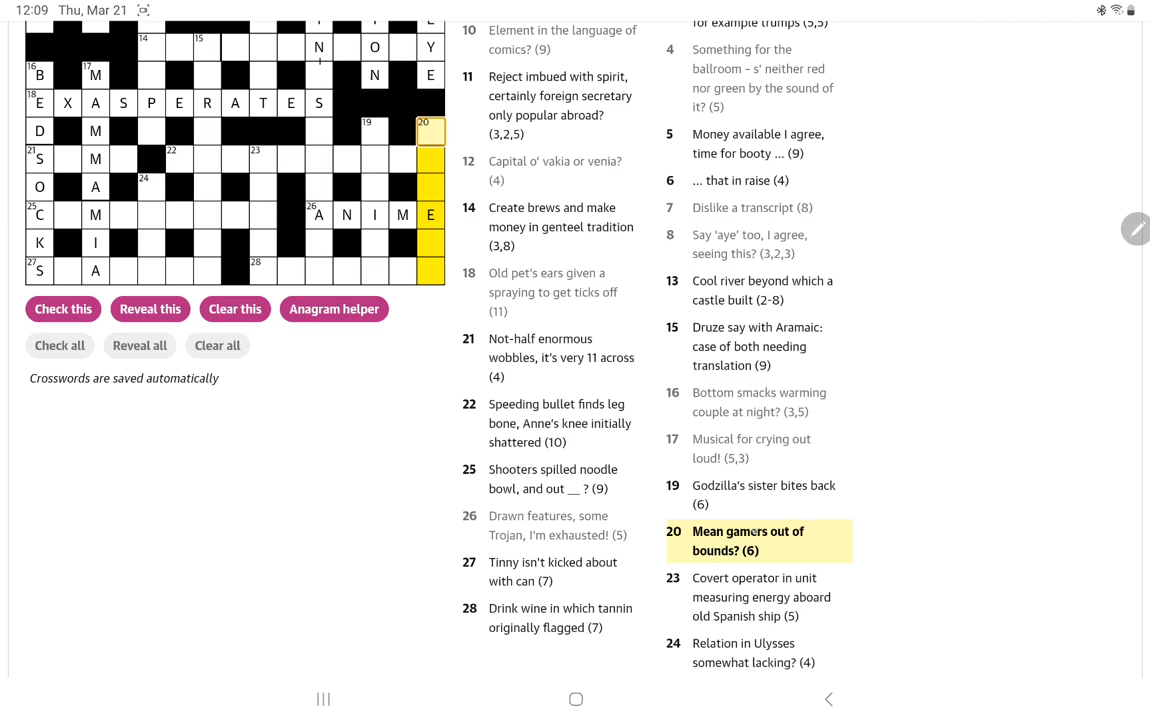 12:09 Thu, Mar 21
14 15 N O Y
16 B 17 M N E
18 E X A S P E R A T E S
D M 19 20
21 S M 22 23
O A 24
25 C M 26 A N I M E E
K I
27 S A 28
Check this Reveal this Clear this Anagram helper
Check all Reveal all Clear all
Crosswords are saved automatically
10 Element in the language of
comics? (9)
11 Reject imbued with spirit,
certainly foreign secretary
only popular abroad?
(3,2,5)
12 Capital o' vakia or venia?
(4)
14 Create brews and make
money in genteel tradition
(3,8)
18 Old pet's ears given a
spraying to get ticks off
(11)
21 Not-half enormous
wobbles, it's very 11 across
(4)
22 Speeding bullet finds leg
bone, Anne's knee initially
shattered (10)
25 Shooters spilled noodle
bowl, and out __ ? (9)
26 Drawn features, some
Trojan, I'm exhausted! (5)
27 Tinny isn't kicked about
with can (7)
28 Drink wine in which tannin
originally flagged (7)
for example trumps (5,5)
4 Something for the
ballroom – s' neither red
nor green by the sound of
it? (5)
5 Money available I agree,
time for booty ... (9)
6 ... that in raise (4)
7 Dislike a transcript (8)
8 Say ‘aye’ too, I agree,
seeing this? (3,2,3)
13 Cool river beyond which a
castle built (2-8)
15 Druze say with Aramaic:
case of both needing
translation (9)
16 Bottom smacks warming
couple at night? (3,5)
17 Musical for crying out
loud! (5,3)
19 Godzilla's sister bites back
(6)
20 Mean gamers out of
bounds? (6)
23 Covert operator in unit
measuring energy aboard
old Spanish ship (5)
24 Relation in Ulysses
somewhat lacking? (4)